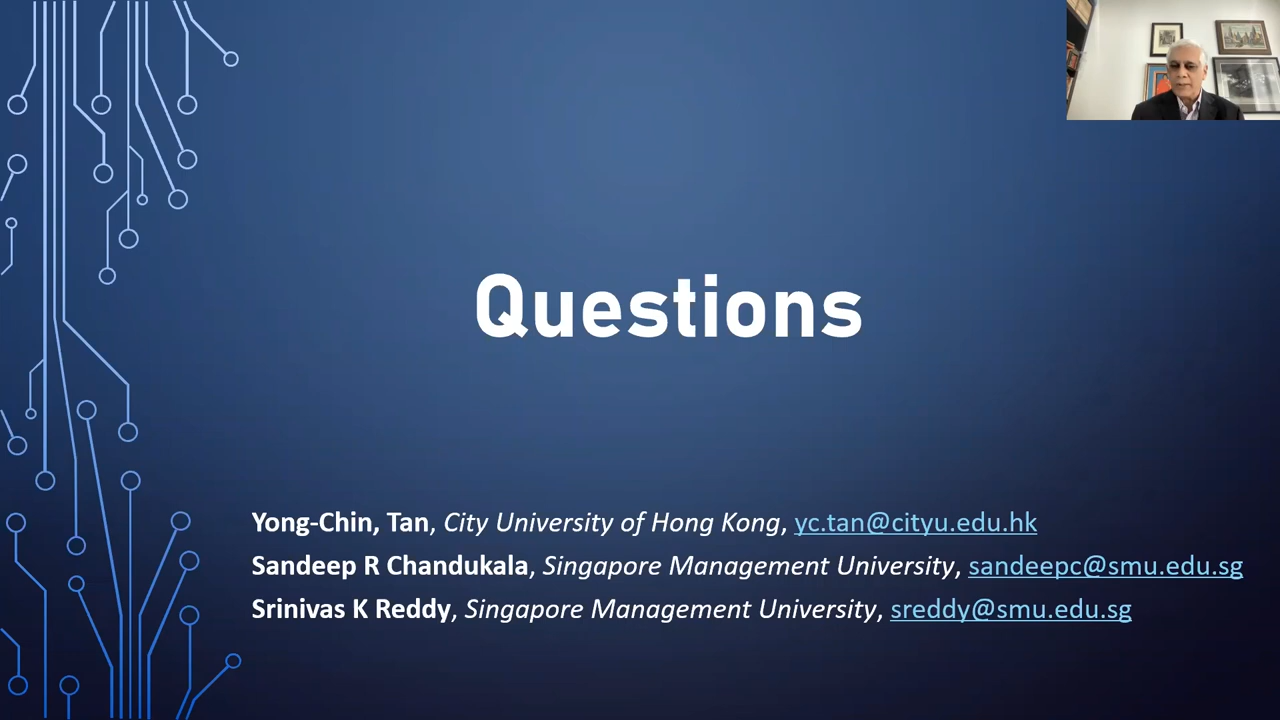 Questions
Yong-Chin, Tan, City University of Hong Kong, yc.tan@cityu.edu.hk
Sandeep R Chandukala, Singapore Management University, sandeepc@smu.edu.sg
Srinivas K Reddy, Singapore Management University, sreddy@smu.edu.sg